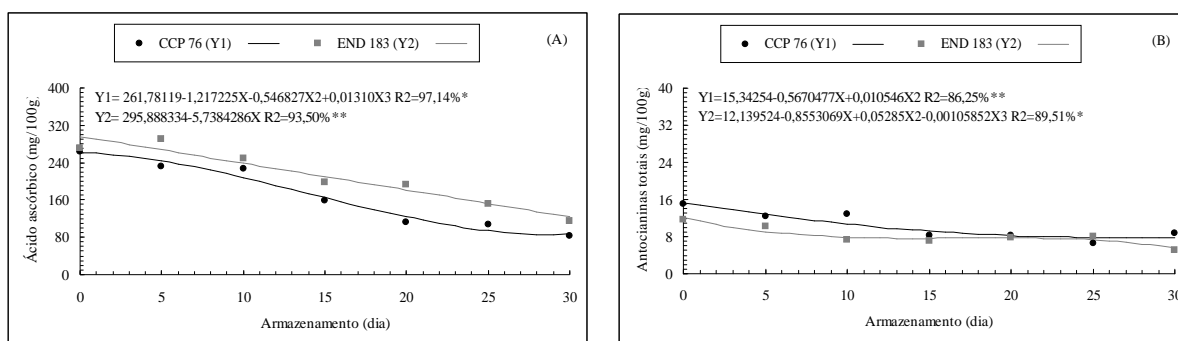 CCP 76 (Y1) END 183 (Y2) (A)
Y1= 261,78119-1,217225X-0,546827X2+0,01310X3 R2=97,14%*
Y2= 295,888334-5,7384286X R2=93,50%**
Ácido ascórbico (mg/100g)
400
320
240
160
80
0
0 5 10 15 20 25 30
Armazenamento (dia)
CCP 76 (Y1) END 183 (Y2) (B)
Y1=15,34254-0,5670477X+0,010546X2 R2=86,25%**
Y2=12,139524-0,8553069X+0,05285X2-0,00105852X3 R2=89,51%*
Antocianinas totais (mg/100g)
40
32
24
16
8
0
0 5 10 15 20 25 30
Armazenamento (dia)